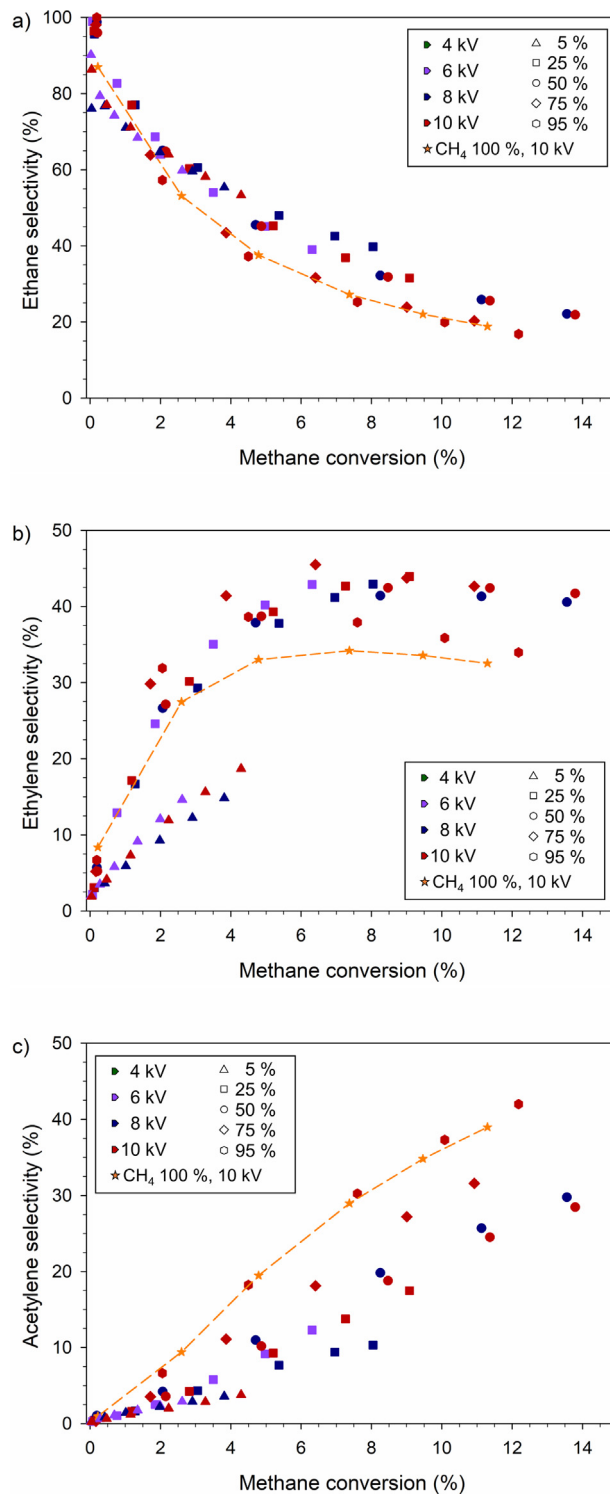 a)
100
80
60
40
20
0
Ethane selectivity (%)
4 kV
6 kV
8 kV
10 kV
CH₄ 100 %, 10 kV
5 %
25 %
50 %
75 %
95 %
0 2 4 6 8 10 12 14
Methane conversion (%)
b)
50
40
30
20
10
0
Ethylene selectivity (%)
4 kV
6 kV
8 kV
10 kV
CH₄ 100 %, 10 kV
5 %
25 %
50 %
75 %
95 %
0 2 4 6 8 10 12 14
Methane conversion (%)
c)
50
40
30
20
10
0
Acetylene selectivity (%)
4 kV
6 kV
8 kV
10 kV
CH₄ 100 %, 10 kV
5 %
25 %
50 %
75 %
95 %
0 2 4 6 8 10 12 14
Methane conversion (%)